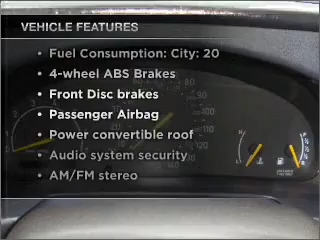 VEHICLE FEATURES
• Fuel Consumption: City: 20
• 4-wheel ABS Brakes
• Front Disc brakes
• Passenger Airbag
• Power convertible roof
• Audio system security
• AM/FM stereo